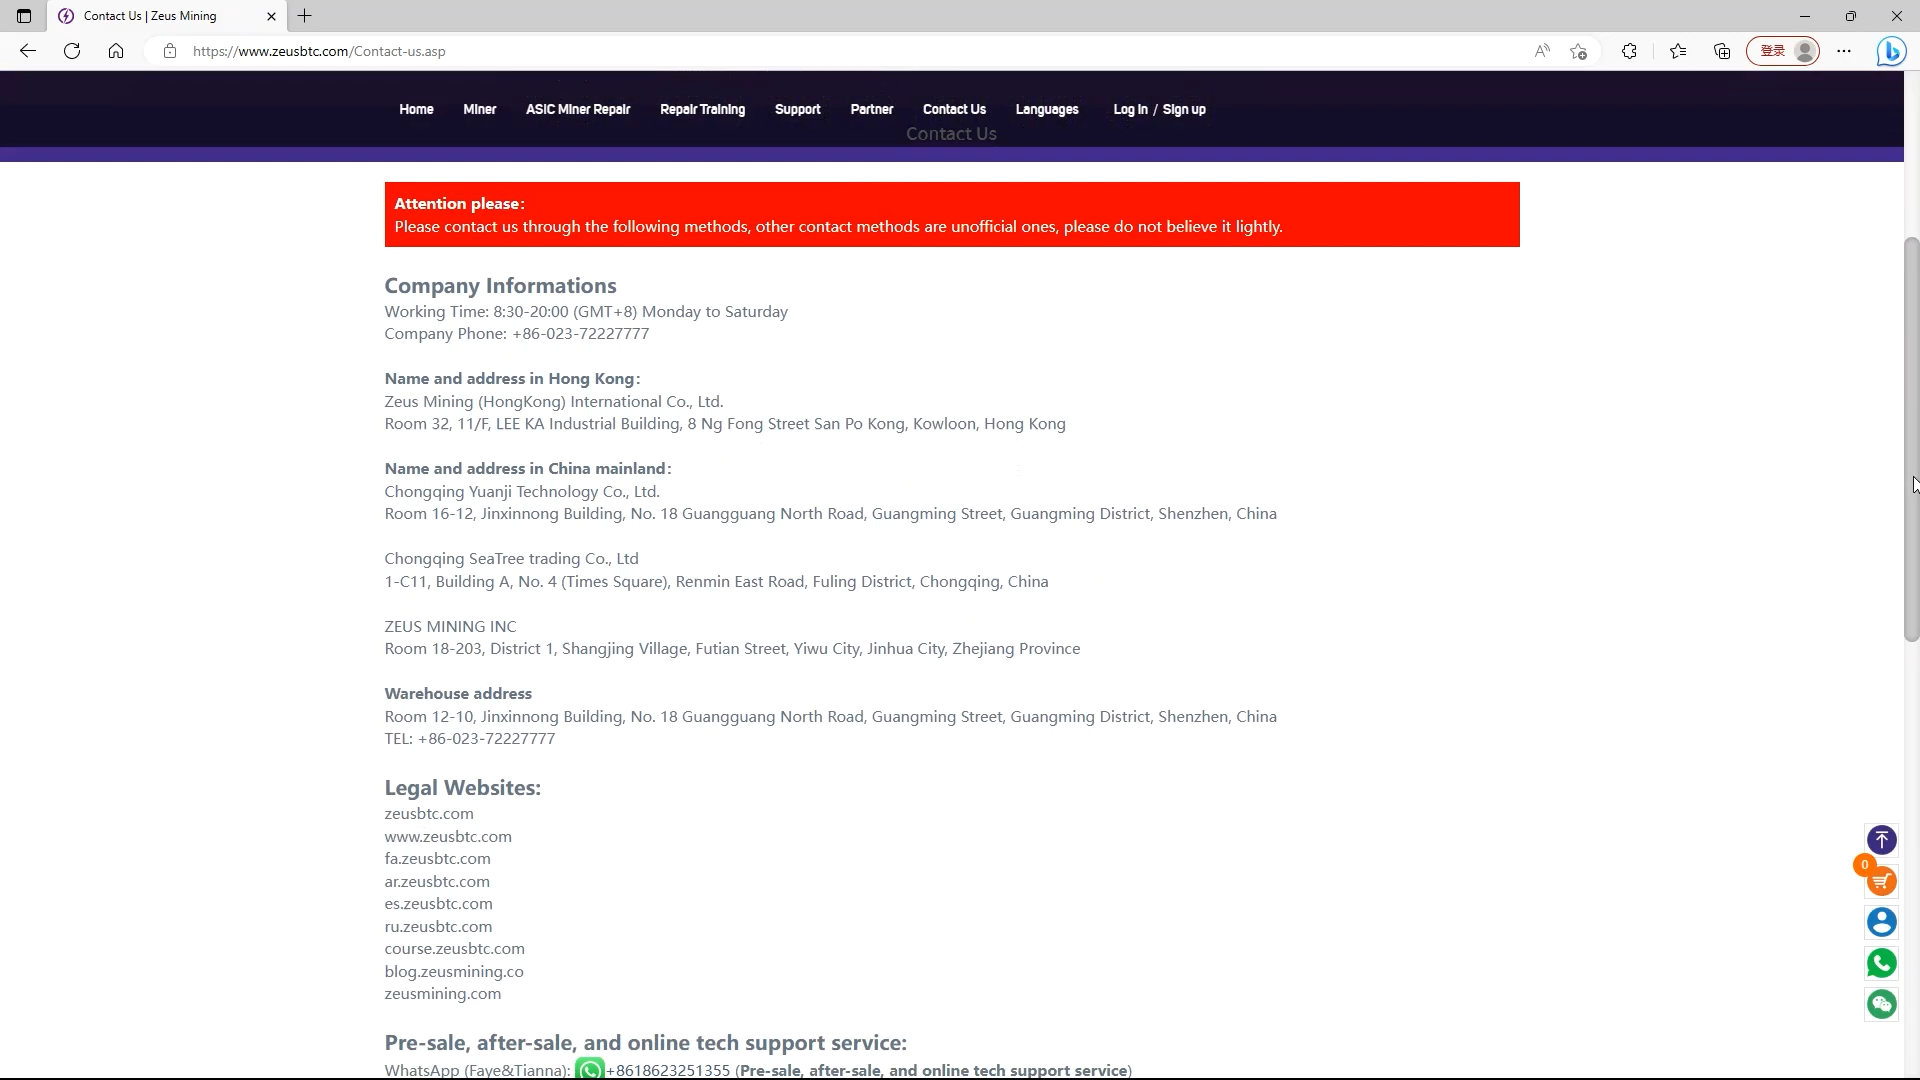 Contact Us | Zeus Mining
https://www.zeusbtc.com/Contact-us.asp
登录
Home Miner ASIC Miner Repair Repair Training Support Partner Contact Us Languages Log In / Sign up
Contact Us
Attention please:
Please contact us through the following methods, other contact methods are unofficial ones, please do not believe it lightly.
Company Informations
Working Time: 8:30-20:00 (GMT+8) Monday to Saturday
Company Phone: +86-023-72227777
Name and address in Hong Kong:
Zeus Mining (HongKong) International Co., Ltd.
Room 32, 11/F, LEE KA Industrial Building, 8 Ng Fong Street San Po Kong, Kowloon, Hong Kong
Name and address in China mainland:
Chongqing Yuanji Technology Co., Ltd.
Room 16-12, Jinxinnong Building, No. 18 Guangguang North Road, Guangming Street, Guangming District, Shenzhen, China
Chongqing SeaTree trading Co., Ltd
1-C11, Building A, No. 4 (Times Square), Renmin East Road, Fuling District, Chongqing, China
ZEUS MINING INC
Room 18-203, District 1, Shangjing Village, Futian Street, Yiwu City, Jinhua City, Zhejiang Province
Warehouse address
Room 12-10, Jinxinnong Building, No. 18 Guangguang North Road, Guangming Street, Guangming District, Shenzhen, China
TEL: +86-023-72227777
Legal Websites:
zeusbtc.com
www.zeusbtc.com
fa.zeusbtc.com
ar.zeusbtc.com
0
es.zeusbtc.com
ru.zeusbtc.com
course.zeusbtc.com
blog.zeusmining.co
zeusmining.com
Pre-sale, after-sale, and online tech support service:
WhatsApp (Faye&Tianna): +8618623251355 (Pre-sale, after-sale, and online tech support service)